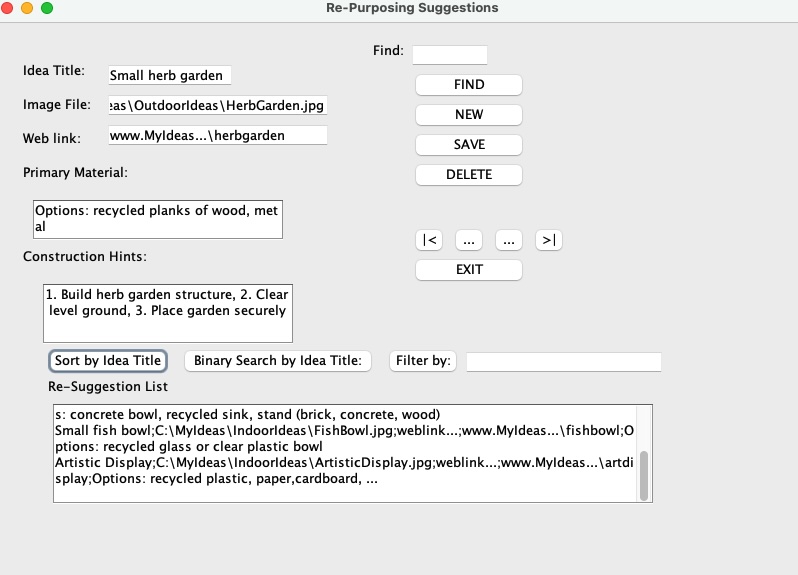 Re-Purposing Suggestions
Find:
Idea Title: Small herb garden
FIND
Image File: eas\OutdoorIdeas\HerbGarden.jpg
NEW
Web link: www.MyIdeas...\herbgarden
SAVE
Primary Material:
DELETE
Options: recycled planks of wood, met
al
|< ... ... >|
Construction Hints:
EXIT
1. Build herb garden structure, 2. Clear
level ground, 3. Place garden securely
Sort by Idea Title Binary Search by Idea Title: Filter by:
Re-Suggestion List
s: concrete bowl, recycled sink, stand (brick, concrete, wood)
Small fish bowl;C:\MyIdeas\IndoorIdeas\FishBowl.jpg;weblink...;www.MyIdeas...\fishbowl;O
ptions: recycled glass or clear plastic bowl
Artistic Display;C:\MyIdeas\IndoorIdeas\ArtisticDisplay.jpg;weblink...;www.MyIdeas...\artdi
splay;Options: recycled plastic, paper,cardboard, ...